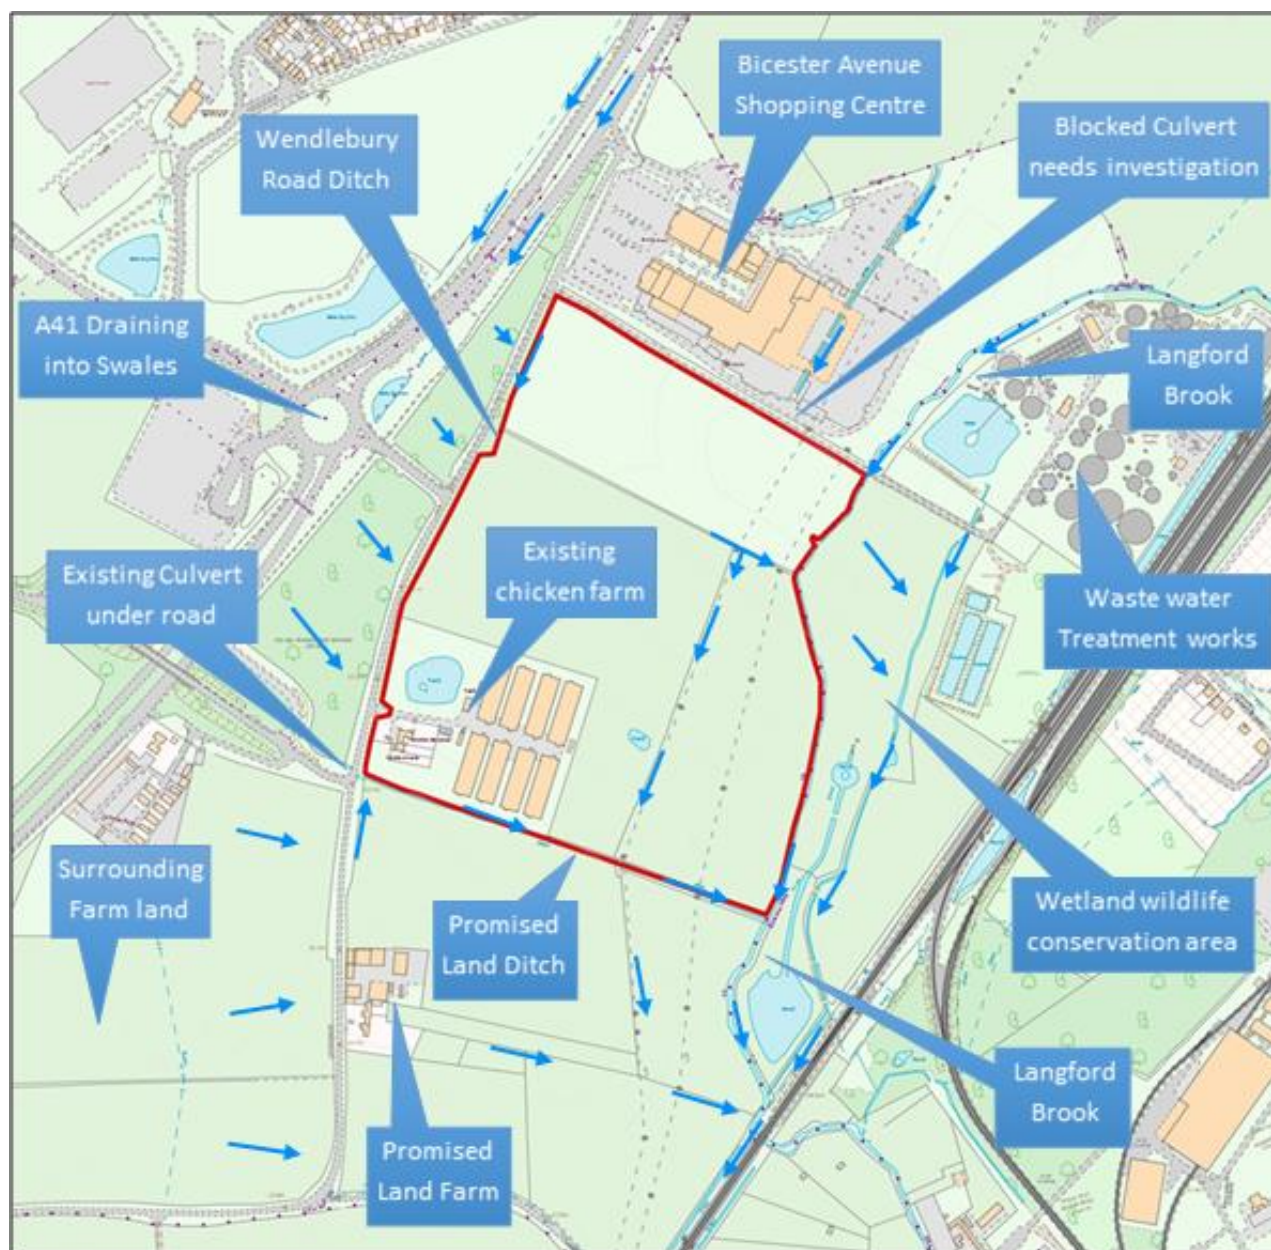 Bicester Avenue
Shopping Centre
Blocked Culvert
needs investigation
Wendlebury
Road Ditch
A41 Draining
into Swales
Langford
Brook
Existing Culvert
under road
Existing
chicken farm
Waste water
Treatment works
Surrounding
Farm land
Promised
Land Ditch
Wetland wildlife
conservation area
Langford
Brook
Promised
Land Farm